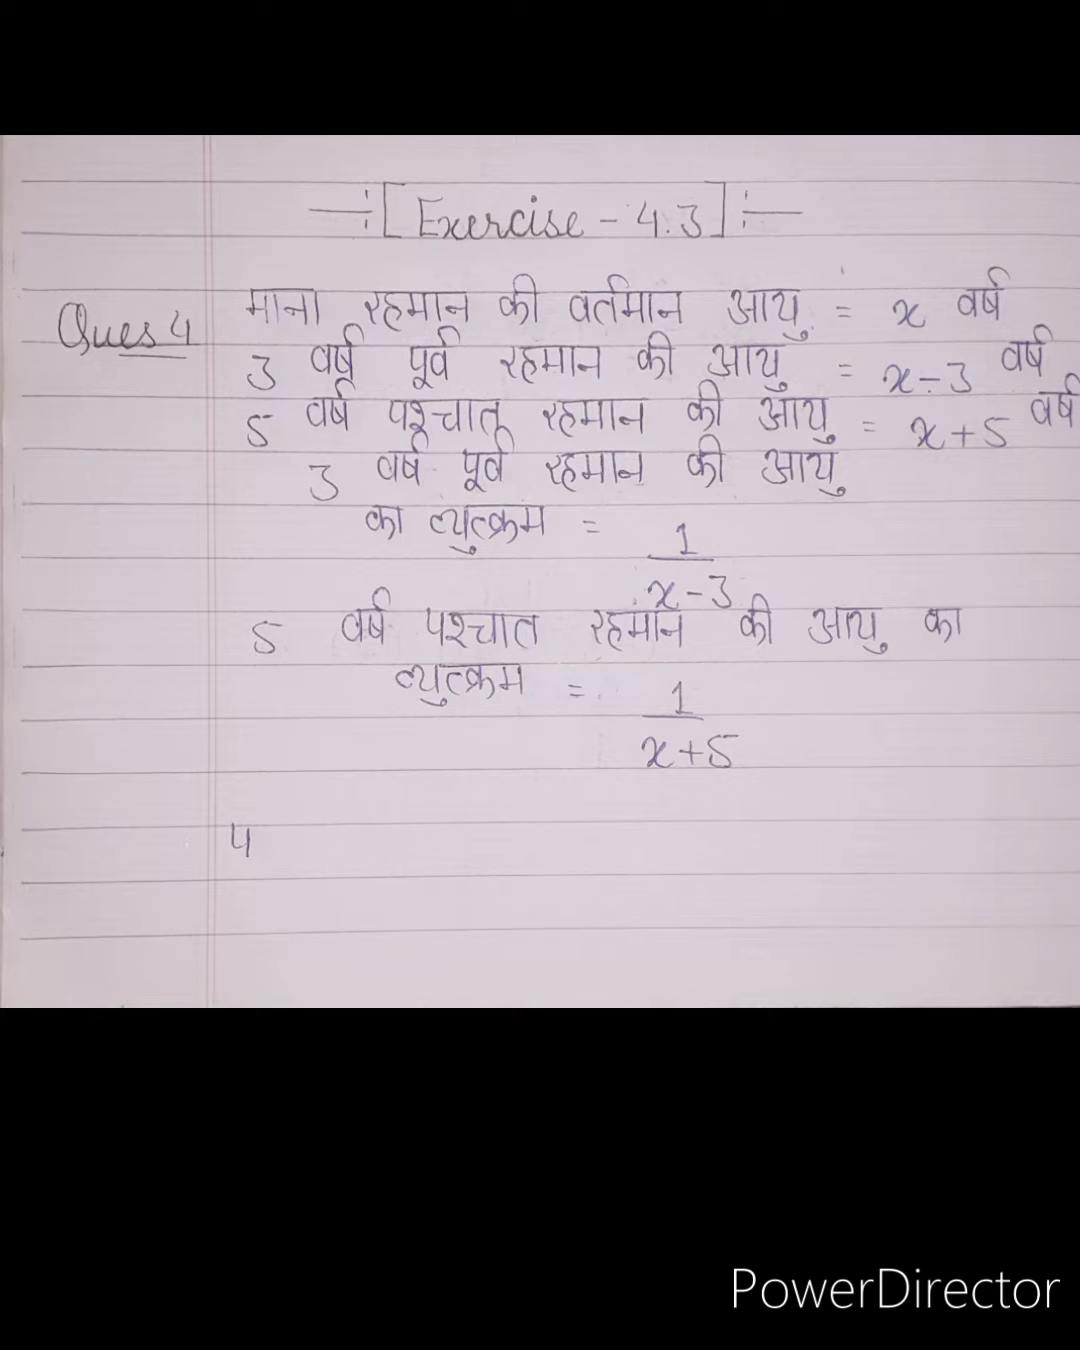 [Exercise - 4.3]
Ques 4 माना रहमान की वर्तमान आयु = x वर्ष
3 वर्ष पूर्व रहमान की आयु = x-3 वर्ष
5 वर्ष पश्चात् रहमान की आयु = x+5 वर्ष
3 वर्ष पूर्व रहमान की आयु
का व्युत्क्रम = 1/x-3
5 वर्ष पश्चात रहमान की आयु का
व्युत्क्रम = 1/x+5
4
PowerDirector